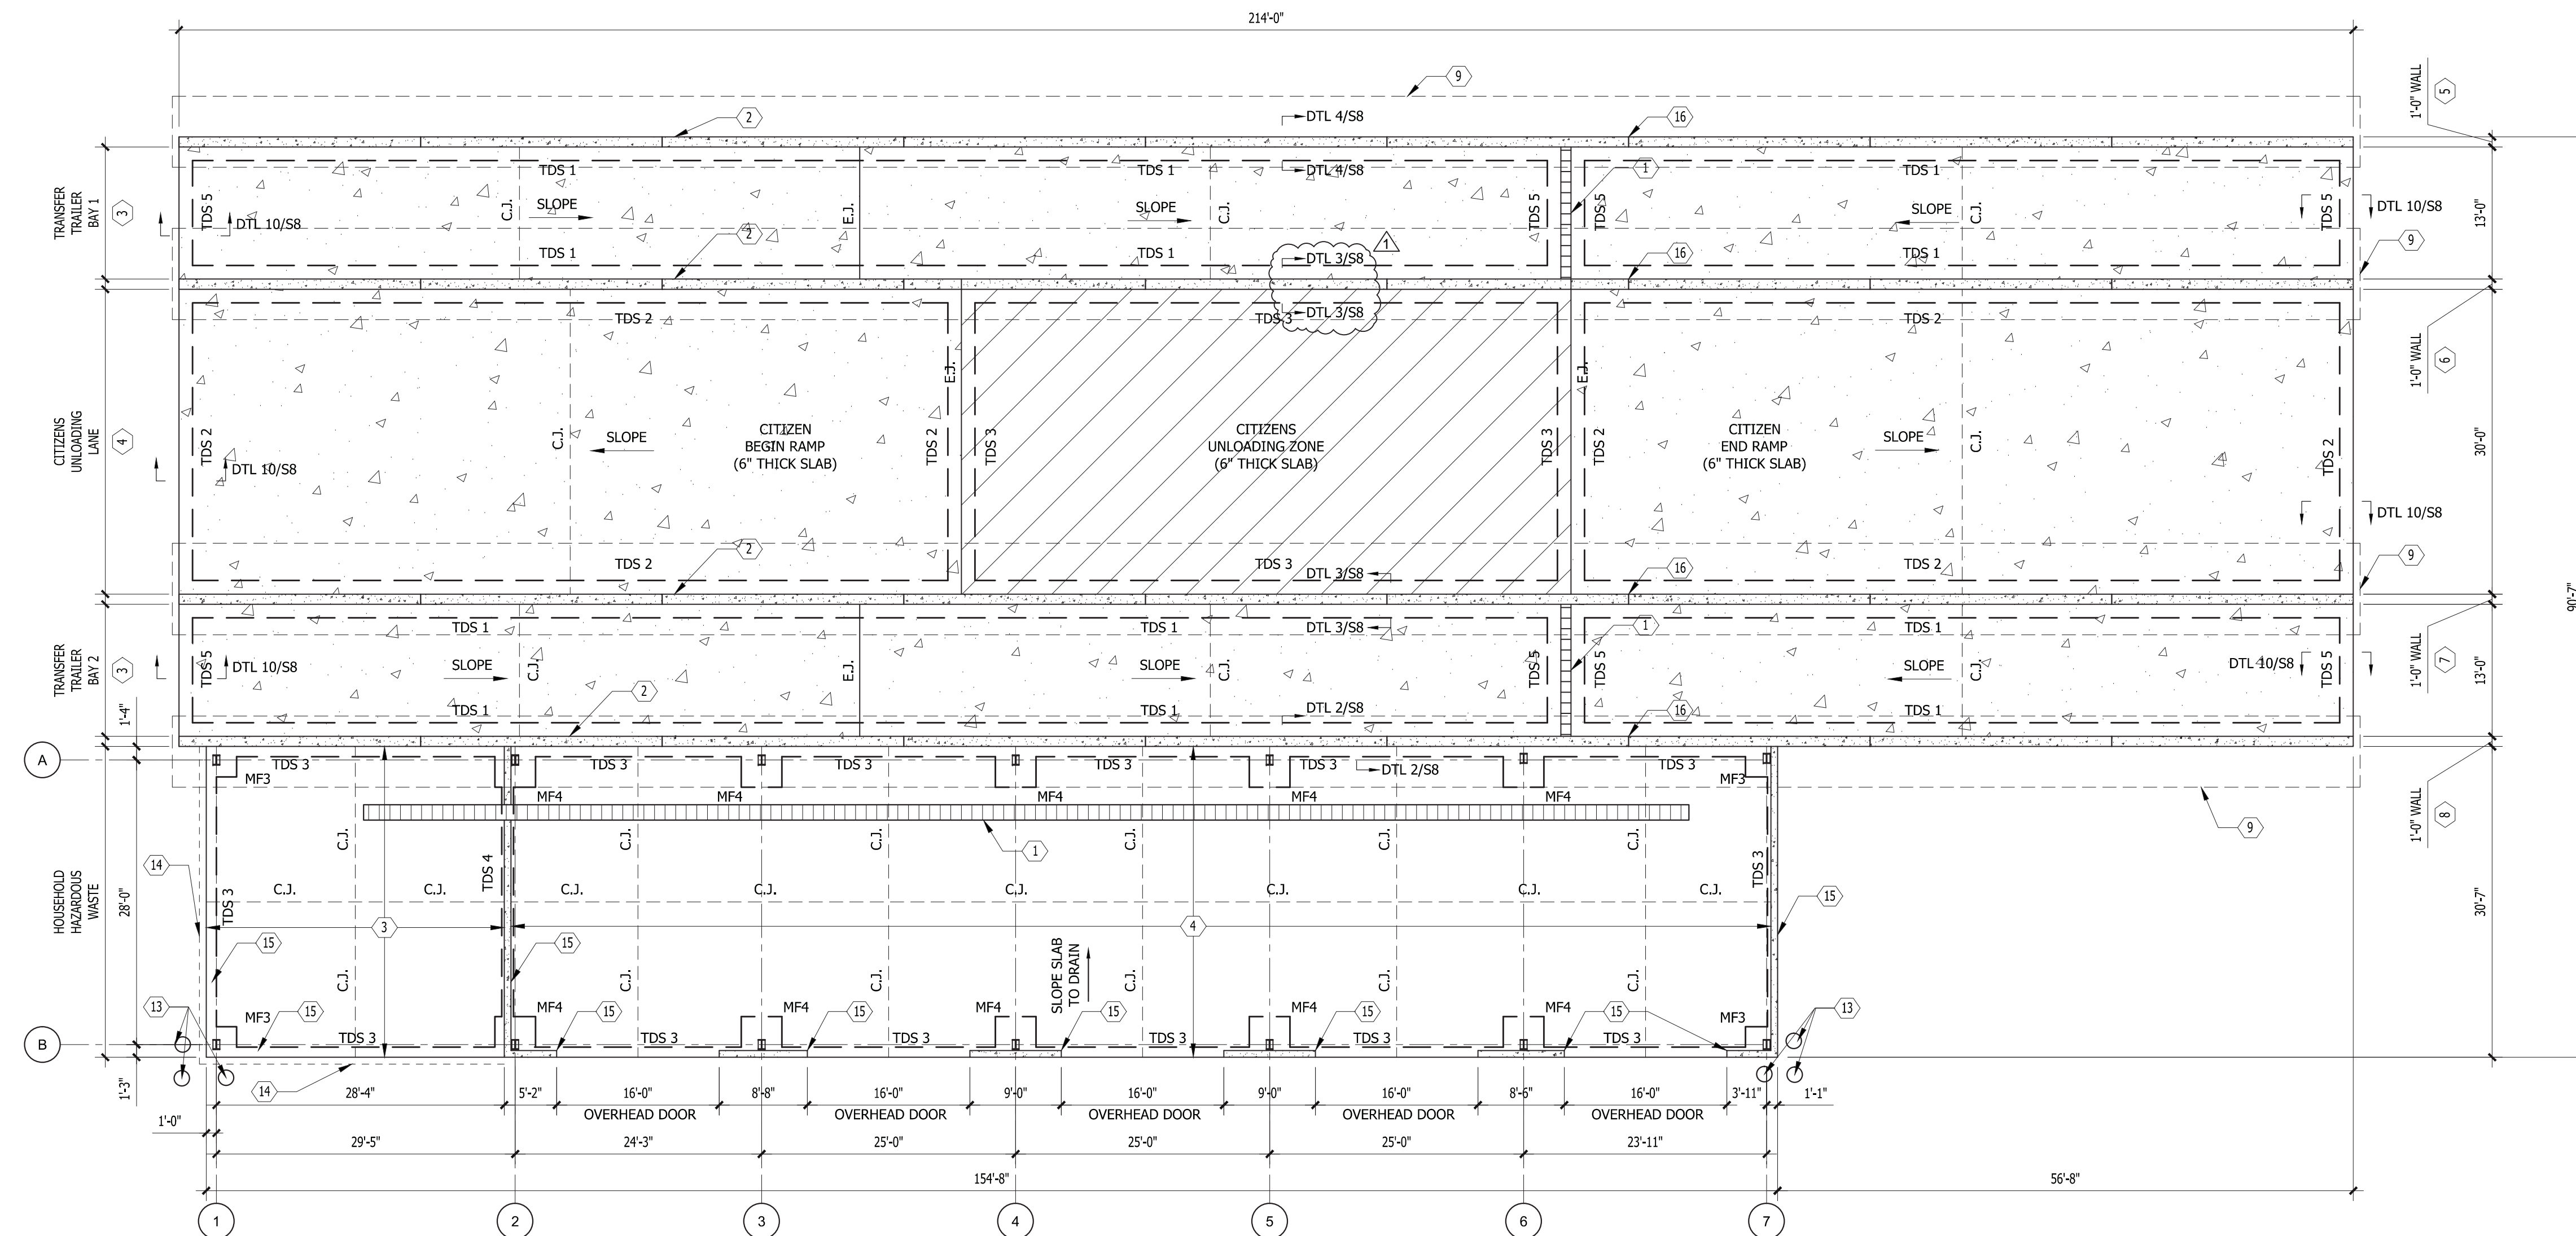 214'-0"
9
DTL 4/S8
2
16
1'-0" WALL
5
TDS 1
TDS 1
DTL 4/S8
1
TDS 1
TRANSFER
TRAILER
BAY 1
3
TDS 5
DTL 10/S8
C.J.
SLOPE
E.J.
SLOPE
C.J.
TDS 5
TDS 5
SLOPE
C.J.
TDS 5
DTL 10/S8
13'-0"
2
1
9
TDS 1
TDS 1
DTL 3/S8
16
TDS 1
TDS 2
TDS 3
DTL 3/S8
TDS 2
1'-0" WALL
6
E.J.
E.J.
CITIZENS
UNLOADING
LANE
4
TDS 2
DTL 10/S8
C.J.
SLOPE
CITIZEN
BEGIN RAMP
(6" THICK SLAB)
TDS 2
TDS 3
CITIZENS
UNLOADING ZONE
(6" THICK SLAB)
TDS 3
TDS 2
CITIZEN
END RAMP
(6" THICK SLAB)
SLOPE
C.J.
TDS 2
DTL 10/S8
30'-0"
2
9
TDS 2
TDS 3
DTL 3/S8
16
TDS 2
90'-7"
TDS 1
TDS 1
DTL 3/S8
1
TDS 1
TRANSFER
TRAILER
BAY 2
3
TDS 5
DTL 10/S8
SLOPE
C.J.
E.J.
SLOPE
C.J.
TDS 5
TDS 5
SLOPE
C.J.
DTL 10/S8
TDS 5
1'-0" WALL
7
13'-0"
2
1'-4"
TDS 1
TDS 1
DTL 2/S8
16
TDS 1
A
TDS 3
TDS 3
TDS 3
TDS 3
TDS 3
DTL 2/S8
TDS 3
MF3
MF3
MF4
MF4
MF4
MF4
MF4
1'-0" WALL
8
9
C.J.
C.J.
C.J.
C.J.
C.J.
C.J.
1
14
TDS 4
TDS 3
C.J.
C.J.
C.J.
C.J.
C.J.
C.J.
C.J.
C.J.
HOUSEHOLD
HAZARDOUS
WASTE
28'-0"
TDS 3
15
30'-7"
3
4
15
15
SLOPE SLAB
TO DRAIN
C.J.
C.J.
C.J.
C.J.
C.J.
C.J.
13
MF3
15
MF4
15
MF4
15
MF4
15
MF4
15
MF4
15
MF3
13
B
TDS 3
TDS 3
TDS 3
TDS 3
TDS 3
TDS 3
1'-3"
14
28'-4"
5'-2"
16'-0"
8'-8"
16'-0"
9'-0"
16'-0"
9'-0"
16'-0"
8'-6"
16'-0"
3'-11"
1'-1"
OVERHEAD DOOR
OVERHEAD DOOR
OVERHEAD DOOR
OVERHEAD DOOR
OVERHEAD DOOR
1'-0"
29'-5"
24'-3"
25'-0"
25'-0"
25'-0"
23'-11"
154'-8"
56'-8"
1
2
3
4
5
6
7